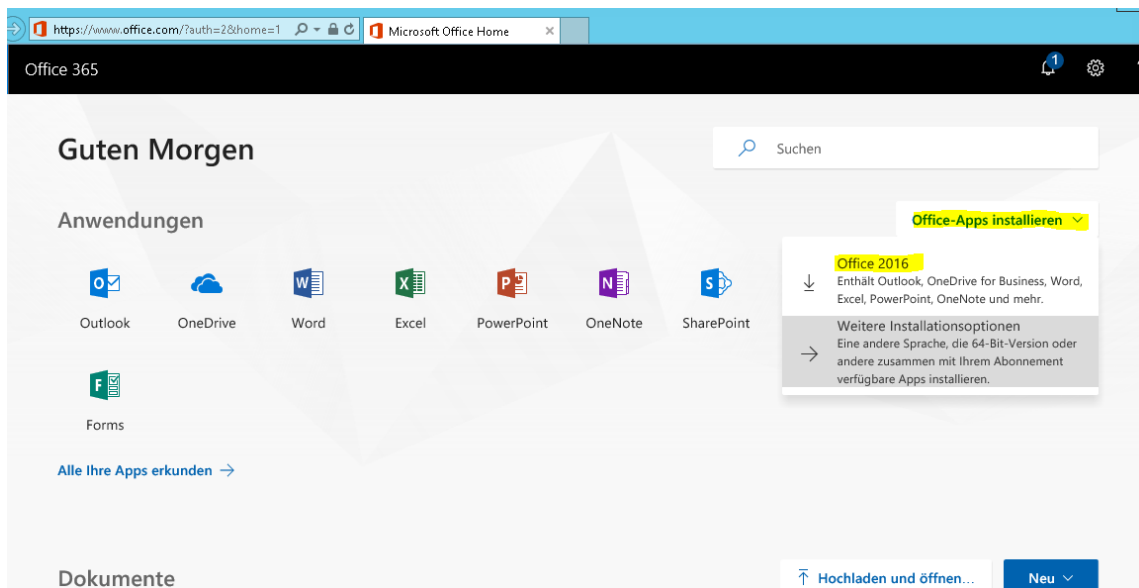 https://www.office.com/?auth=2&home=1
Microsoft Office Home
Office 365
1
Guten Morgen
Suchen
Anwendungen
Office-Apps installieren
Office 2016
Enthält Outlook, OneDrive for Business, Word,
Excel, PowerPoint, OneNote und mehr.
Weitere Installationsoptionen
Eine andere Sprache, die 64-Bit-Version oder
andere zusammen mit Ihrem Abonnement
verfügbare Apps installieren.
Outlook OneDrive Word Excel PowerPoint OneNote SharePoint
Forms
Alle Ihre Apps erkunden
Dokumente
Hochladen und öffnen...
Neu